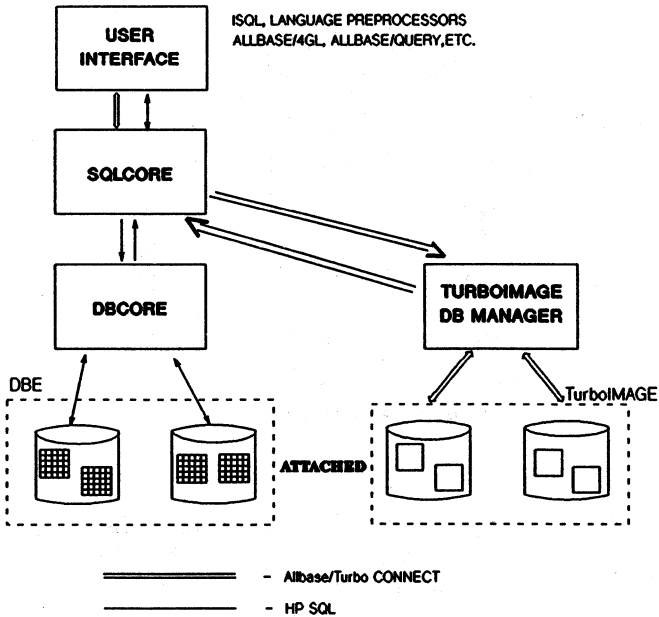 USER
INTERFACE
ISQL, LANGUAGE PREPROCESSORS
ALLBASE/4GL, ALLBASE/QUERY,ETC.
SQLCORE
DBCORE
TURBOIMAGE
DB MANAGER
DBE
TurboIMAGE
ATTACHED
- Allbase/Turbo CONNECT
- HP SQL